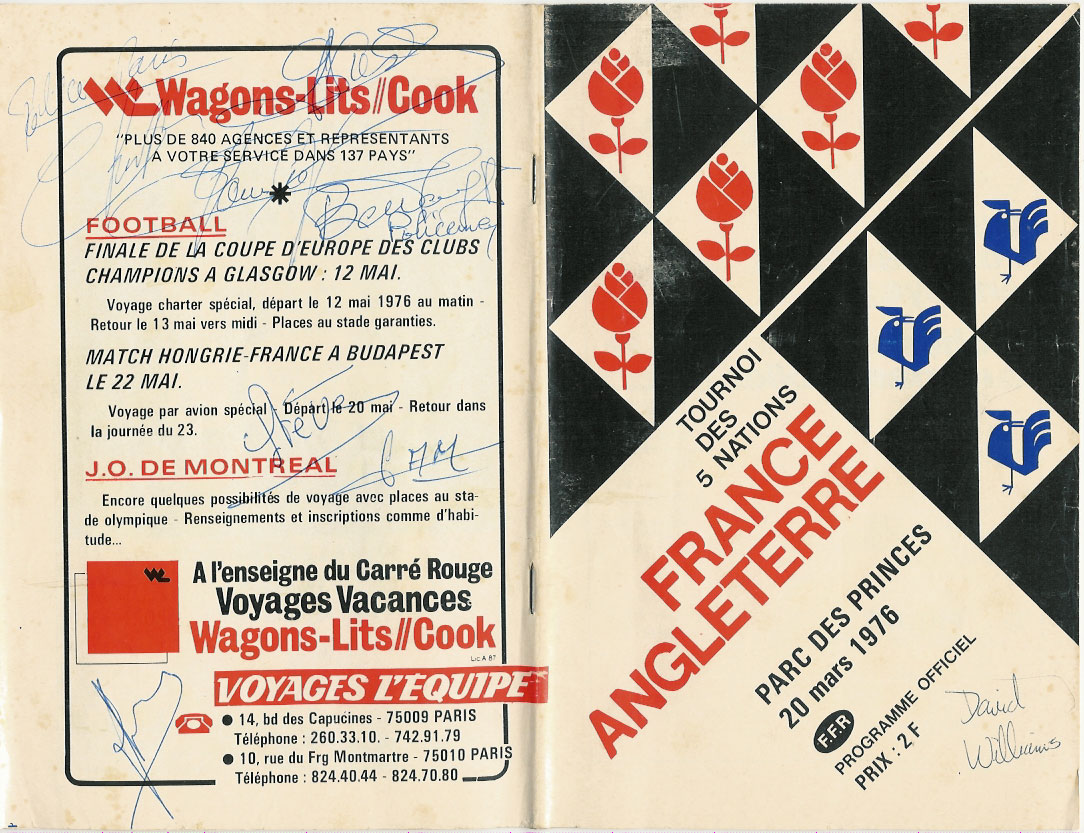 Police Paris
Wagons-Lits//Cook
"PLUS DE 840 AGENCES ET REPRESENTANTS
A VOTRE SERVICE DANS 137 PAYS"
Policeman
FOOTBALL
FINALE DE LA COUPE D'EUROPE DES CLUBS
CHAMPIONS A GLASGOW : 12 MAI.
Voyage charter spécial, départ le 12 mai 1976 au matin -
Retour le 13 mai vers midi - Places au stade garanties.
MATCH HONGRIE-FRANCE A BUDAPEST
LE 22 MAI.
Voyage par avion spécial - Départ le 20 mai - Retour dans
la journée du 23.
J.O. DE MONTREAL
Encore quelques possibilités de voyage avec places au sta-
de olympique - Renseignements et inscriptions comme d'habi-
tude...
A l'enseigne du Carré Rouge
Voyages Vacances
Wagons-Lits//Cook
Lic A 87
VOYAGES L'ÉQUIPE
● 14, bd des Capucines - 75009 PARIS
Téléphone : 260.33.10. - 742.91.79
● 10, rue du Frg Montmartre - 75010 PARIS
Téléphone : 824.40.44 - 824.70.80
TOURNOI
DES
5 NATIONS
FRANCE
ANGLETERRE
PARC DES PRINCES
20 mars 1976
F.F.R
PROGRAMME OFFICIEL
PRIX : 2 F
David
Williams